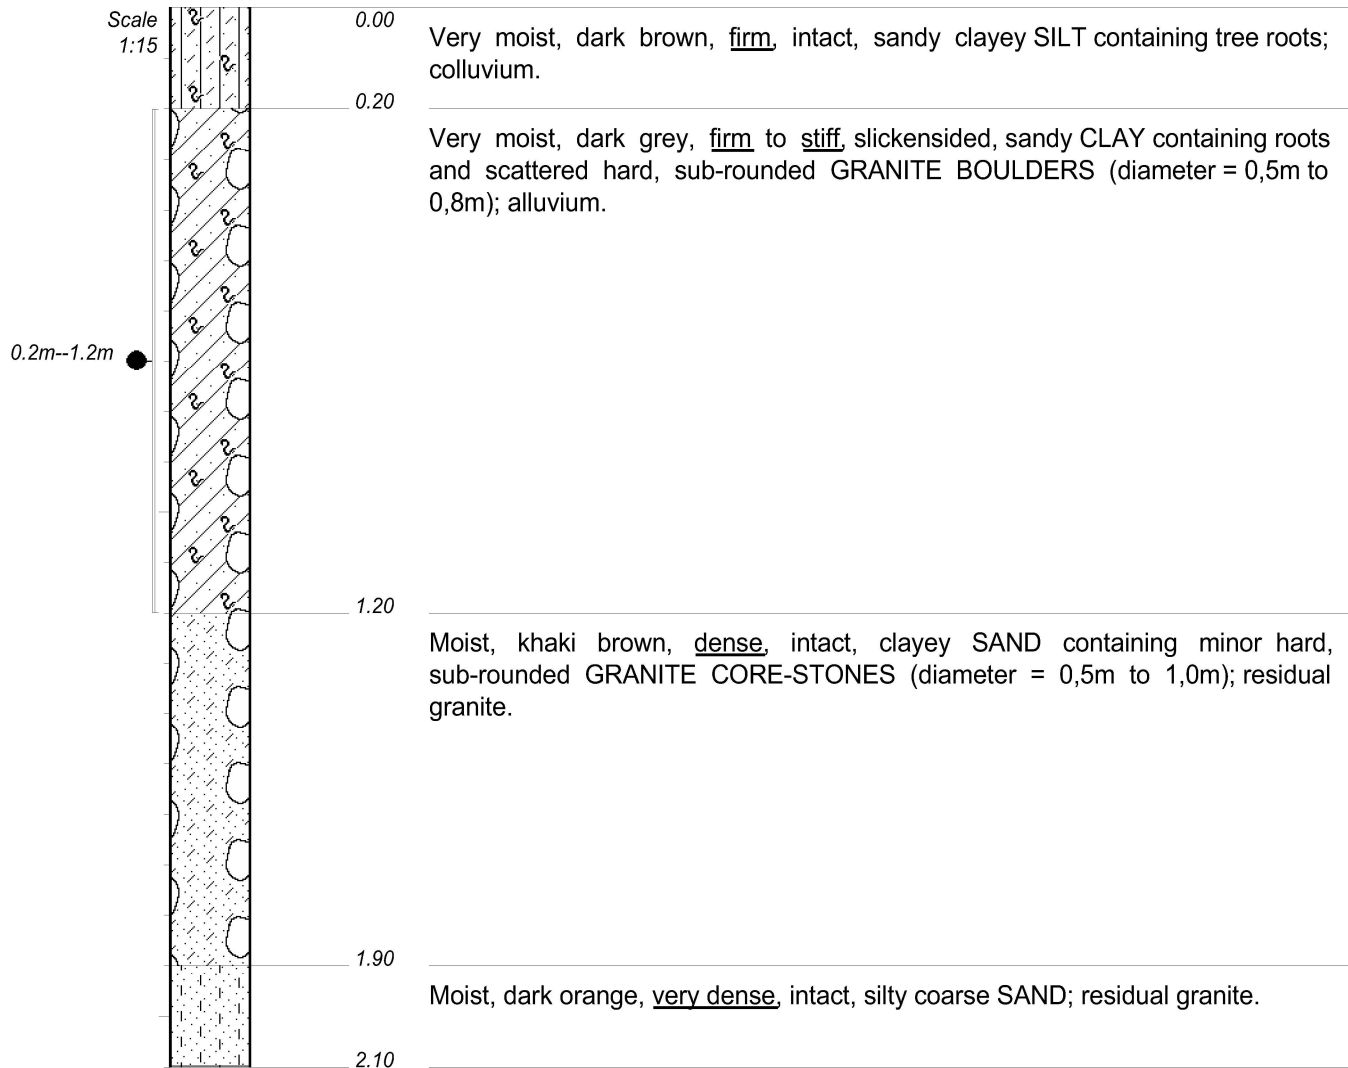 Scale
1:15
0.00
Very moist, dark brown, firm, intact, sandy clayey SILT containing tree roots;
colluvium.
0.20
Very moist, dark grey, firm to stiff, slickensided, sandy CLAY containing roots
and scattered hard, sub-rounded GRANITE BOULDERS (diameter = 0,5m to
0,8m); alluvium.
0.2m--1.2m
1.20
Moist, khaki brown, dense, intact, clayey SAND containing minor hard,
sub-rounded GRANITE CORE-STONES (diameter = 0,5m to 1,0m); residual
granite.
1.90
Moist, dark orange, very dense, intact, silty coarse SAND; residual granite.
2.10